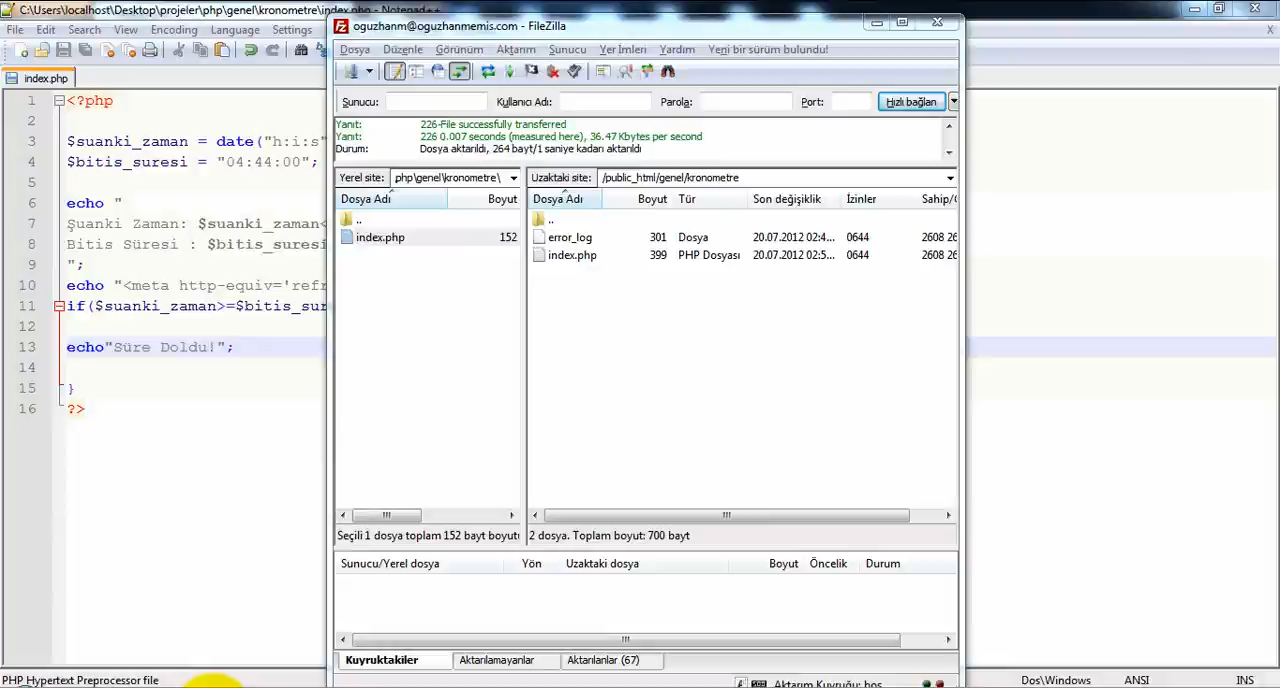 C:\Users\localhost\Desktop\projeler\php\genel\kronometre\index.php - Notepad++
File Edit Search View Encoding Language Settings
X
index.php
1 <?php
2
3 $suanki_zaman = date("h:i:s"
4 $bitis_suresi = "04:44:00";
5
6 echo "
7 Şuanki Zaman: $suanki_zaman<
8 Bitis Süresi : $bitis_suresi
9 ";
10 echo "<meta http-equiv='refr
11 if($suanki_zaman>=$bitis_sur
12
13 echo"Süre Doldu!";
14
15 }
16 ?>
oguzhanm@oguzhanmemis.com - FileZilla
Dosya Düzenle Görünüm Aktarım Sunucu Yer İmleri Yardım Yeni bir sürüm bulundu!
Sunucu: Kullanıcı Adı: Parola: Port: Hızlı bağlan
Yanıt: 226-File successfully transferred
Yanıt: 226 0.007 seconds (measured here), 36.47 Kbytes per second
Durum: Dosya aktarıldı, 264 bayt/1 saniye kadarı aktarıldı
Yerel site: php\genel\kronometre\
Dosya Adı Boyut
..
index.php 152
Seçili 1 dosya toplam 152 bayt boyutu
Uzaktaki site: /public_html/genel/kronometre
Dosya Adı Boyut Tür Son değişiklik İzinler Sahip/G
..
error_log 301 Dosya 20.07.2012 02:4... 0644 2608 26
index.php 399 PHP Dosyası 20.07.2012 02:5... 0644 2608 26
2 dosya. Toplam boyut: 700 bayt
Sunucu/Yerel dosya Yön Uzaktaki dosya Boyut Öncelik Durum
Kuyruktakiler Aktarılamayanlar Aktarılanlar (67)
Aktarım Kuyruğu: boş
PHP Hypertext Preprocessor file Dos\Windows ANSI INS